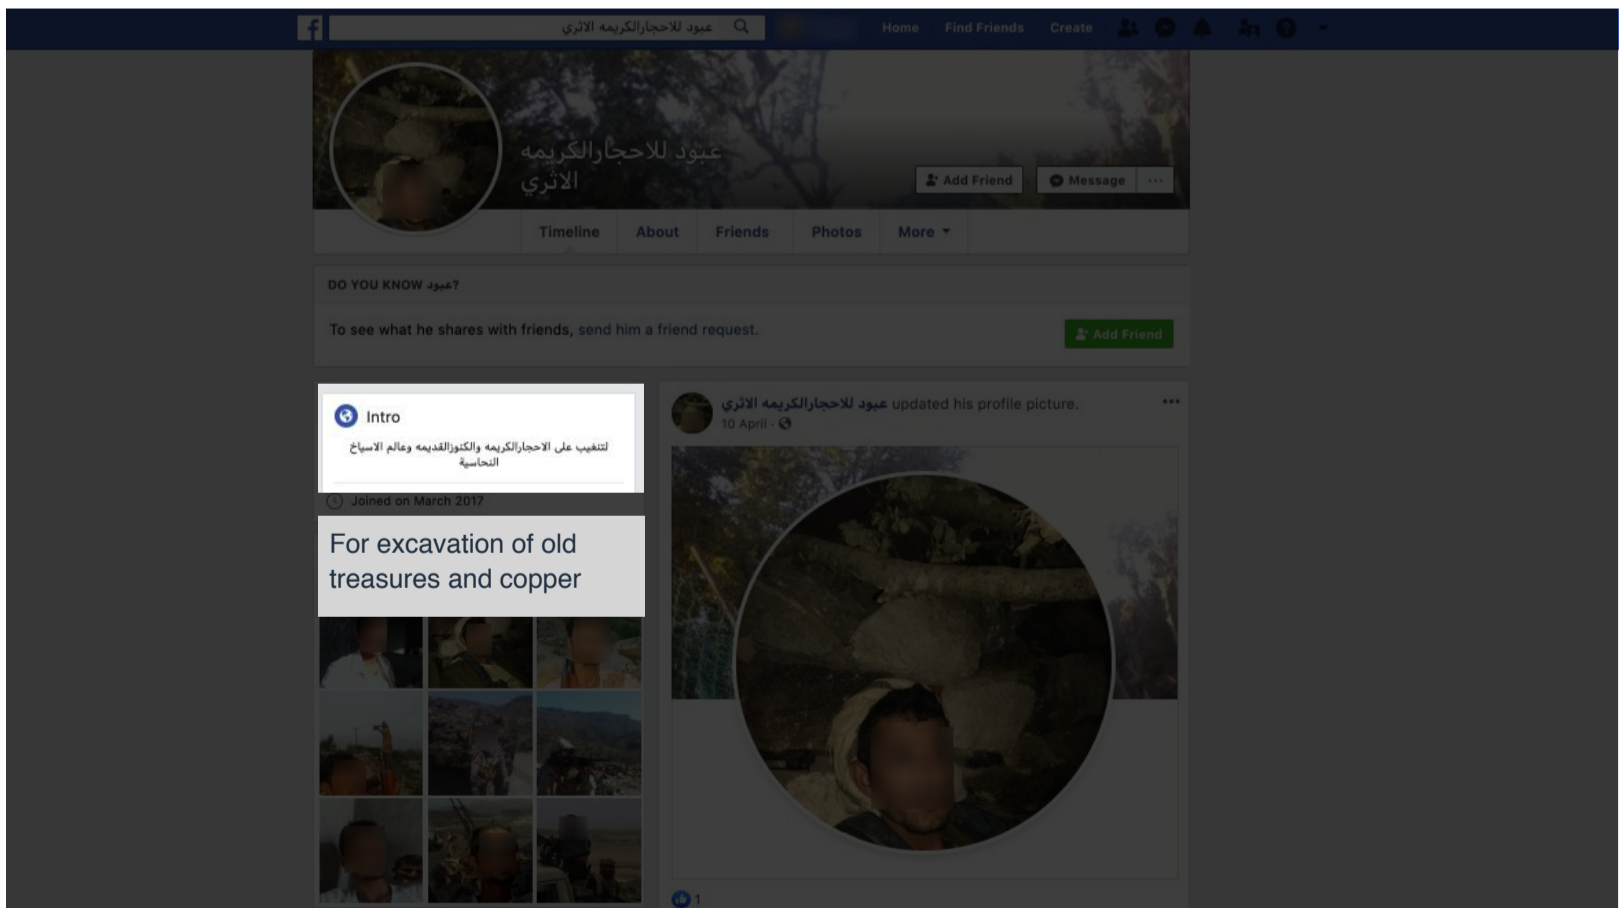 عبود للاحجارالكريمه الاثري
Home Find Friends Create
عبود للاحجارالكريمه
الاثري
Add Friend Message
Timeline About Friends Photos More
DO YOU KNOW عبود?
To see what he shares with friends, send him a friend request.
Add Friend
Intro
لتنغيب على الاحجارالكريمه والكنوزالقديمه وعالم الاسياخ
النحاسية
Joined on March 2017
For excavation of old
treasures and copper
عبود للاحجارالكريمه الاثري updated his profile picture.
10 April
1